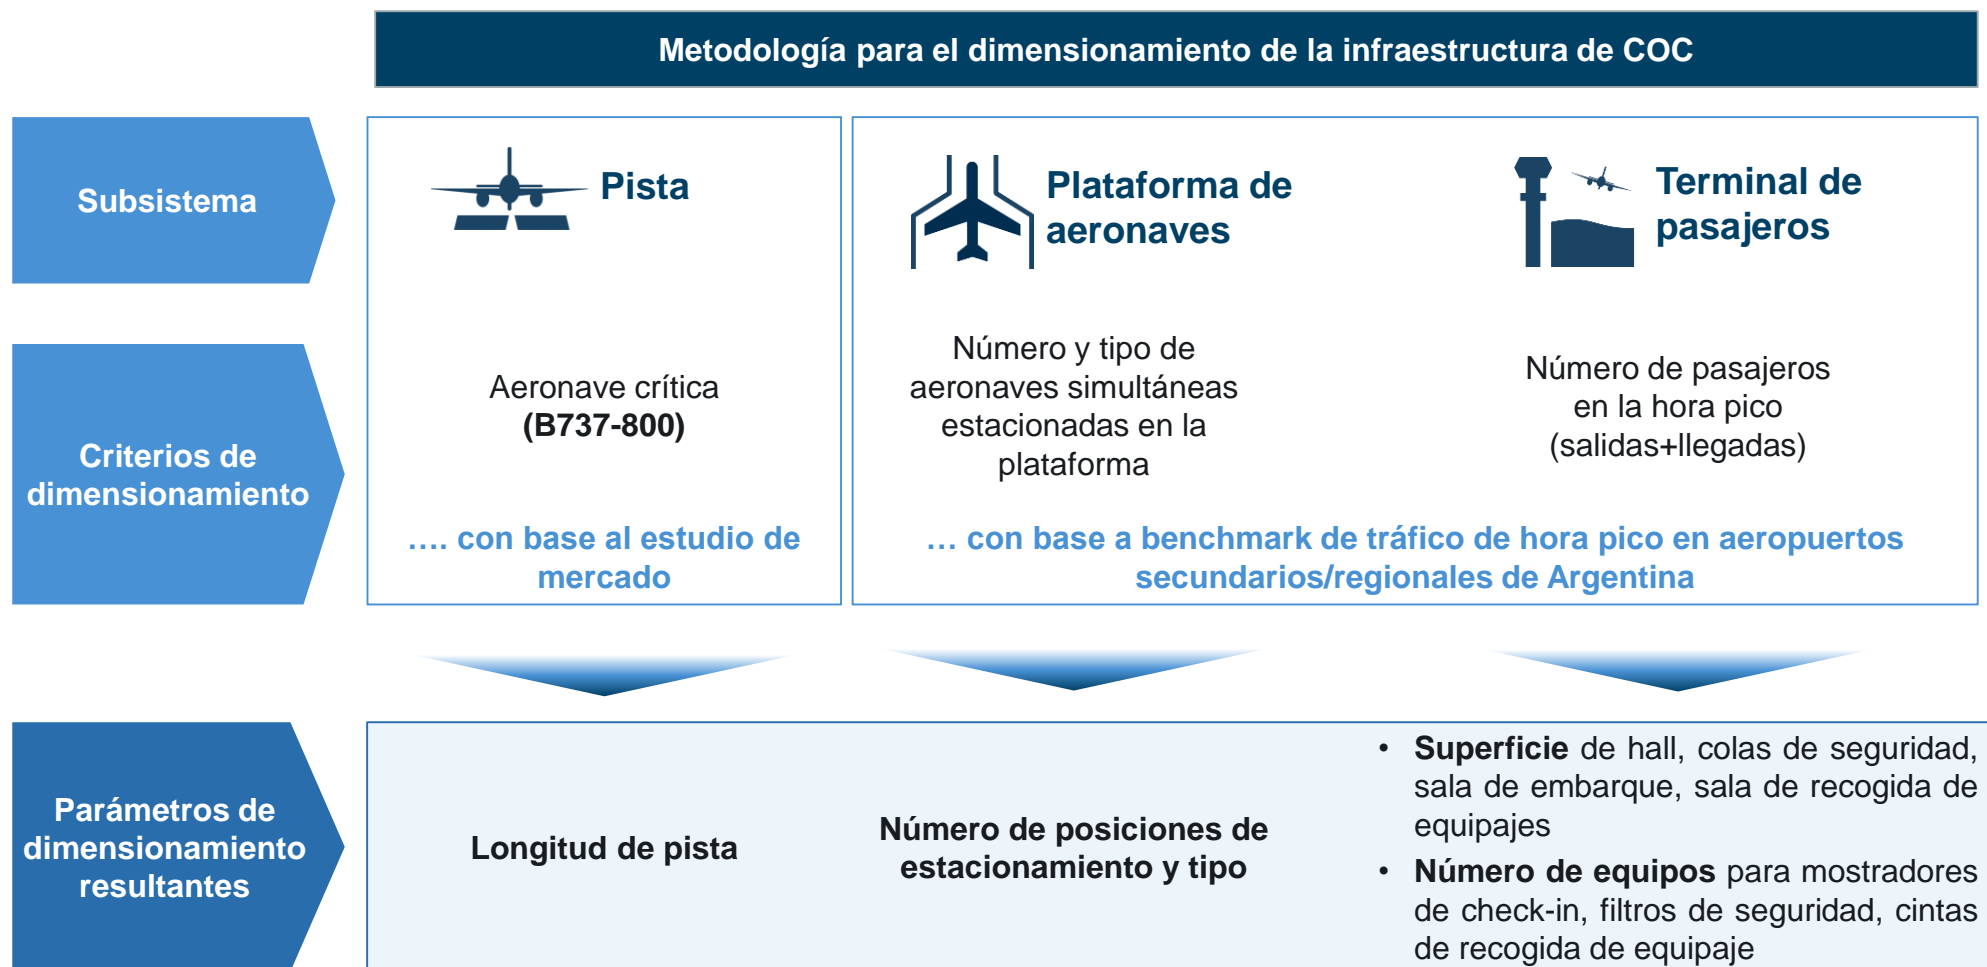 Metodología para el dimensionamiento de la infraestructura de COC
Subsistema
Pista
Plataforma de
aeronaves
Terminal de
pasajeros
Criterios de
dimensionamiento
Aeronave crítica
(B737-800)
Número y tipo de
aeronaves simultáneas
estacionadas en la
plataforma
Número de pasajeros
en la hora pico
(salidas+llegadas)
.... con base al estudio de
mercado
... con base a benchmark de tráfico de hora pico en aeropuertos
secundarios/regionales de Argentina
Parámetros de
dimensionamiento
resultantes
Longitud de pista
Número de posiciones de
estacionamiento y tipo
• Superficie de hall, colas de seguridad,
sala de embarque, sala de recogida de
equipajes
• Número de equipos para mostradores
de check-in, filtros de seguridad, cintas
de recogida de equipaje